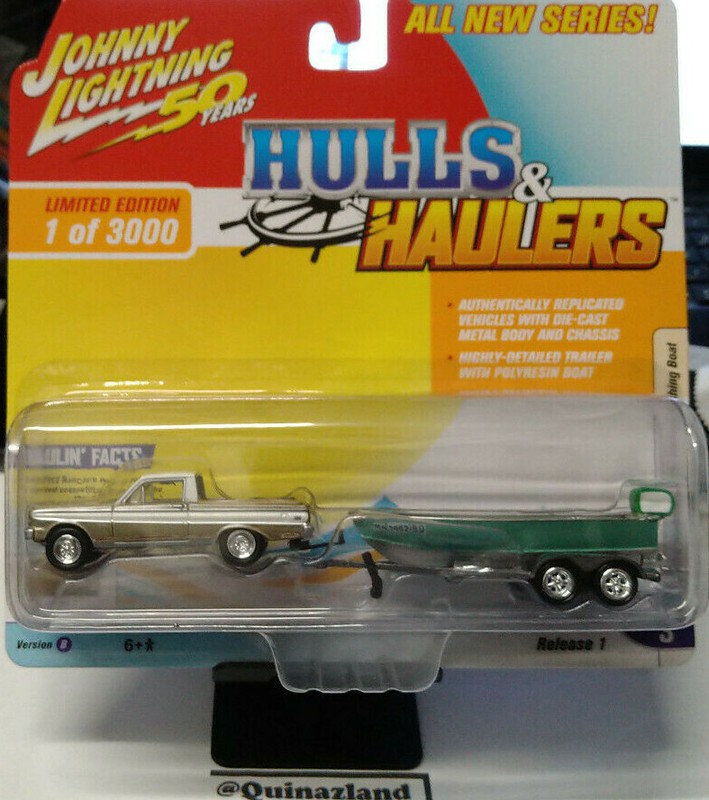 ALL NEW SERIES!
JOHNNY
LIGHTNING
50
YEARS
HULLS
&
HAULERS
™
LIMITED EDITION
1 of 3000
• AUTHENTICALLY REPLICATED
VEHICLES WITH DIE-CAST
METAL BODY AND CHASSIS
• HIGHLY-DETAILED TRAILER
WITH POLYRESIN BOAT
hing Boat
ULIN' FACTS
Version B
6+
Release 1
@Quinazland